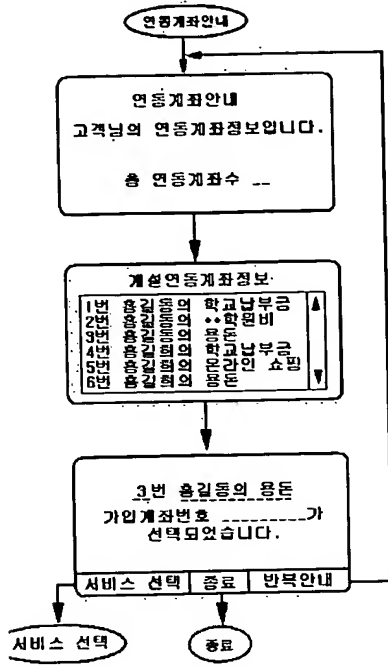 연동계좌안내
연동계좌안내
고객님의 연동계좌정보입니다.
총 연동계좌수 __
개설연동계좌정보
1번 홍길동의 학교납부금
2번 홍길동의 ••학원비
3번 홍길동의 용돈
4번 홍길희의 학교납부금
5번 홍길희의 온라인 쇼핑
6번 홍길희의 용돈
3번 홍길동의 용돈
가입계좌번호 _________가
선택되었습니다.
서비스 선택 종료 반복안내
서비스 선택 종료